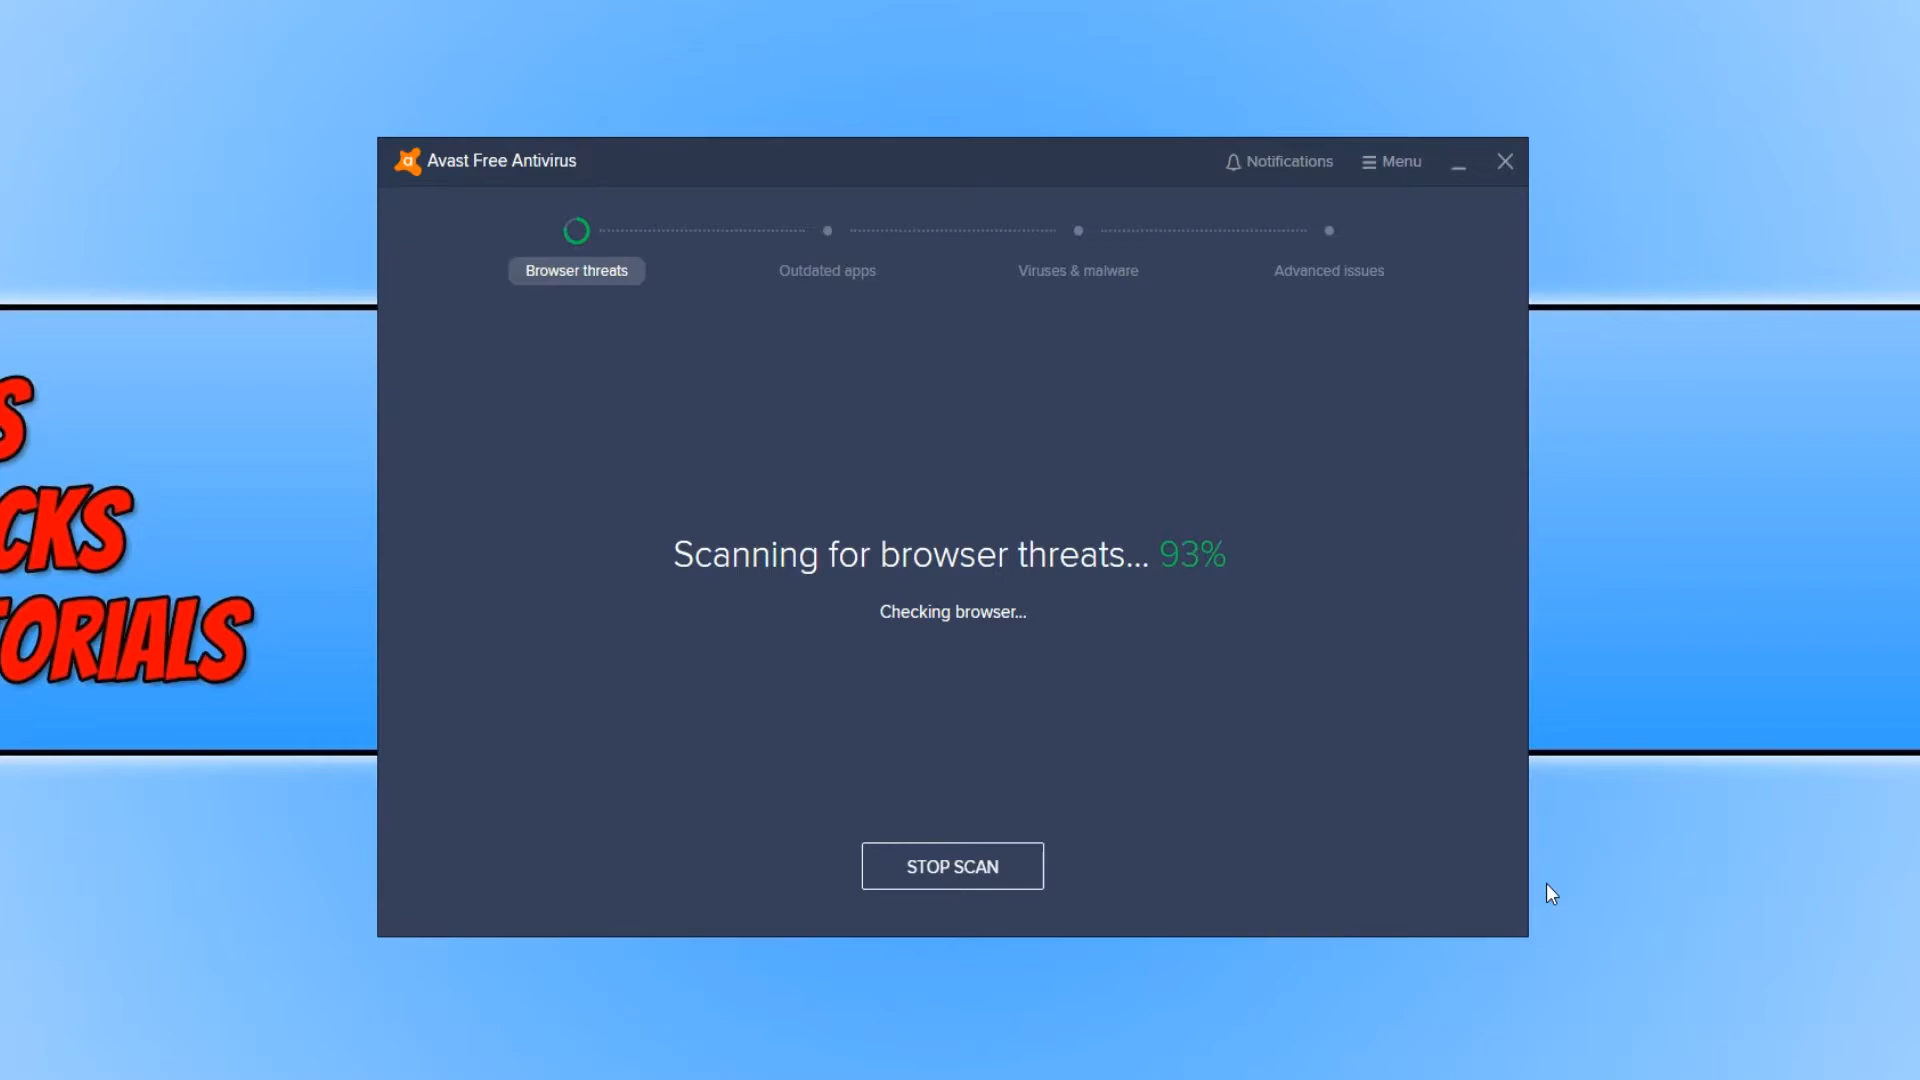 Avast Free Antivirus
Notifications
Menu
Browser threats
Outdated apps
Viruses & malware
Advanced issues
Scanning for browser threats... 93%
Checking browser...
STOP SCAN
S
CKS
TORIALS